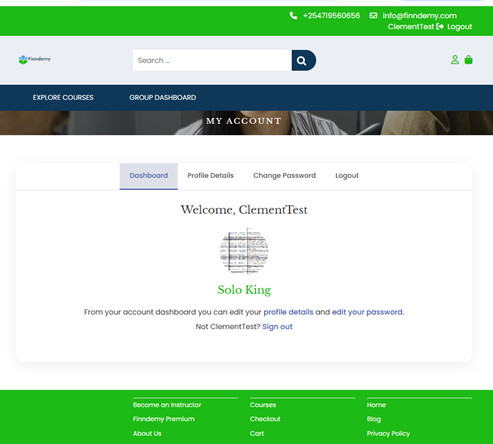 +254719560656 info@finndemy.com
ClementTest Logout
Finndemy
Search ...
EXPLORE COURSES GROUP DASHBOARD
MY ACCOUNT
Dashboard Profile Details Change Password Logout
Welcome, ClementTest
Solo King
From your account dashboard you can edit your profile details and edit your password.
Not ClementTest? Sign out
Become an Instructor Courses Home
Finndemy Premium Checkout Blog
About Us Cart Privacy Policy